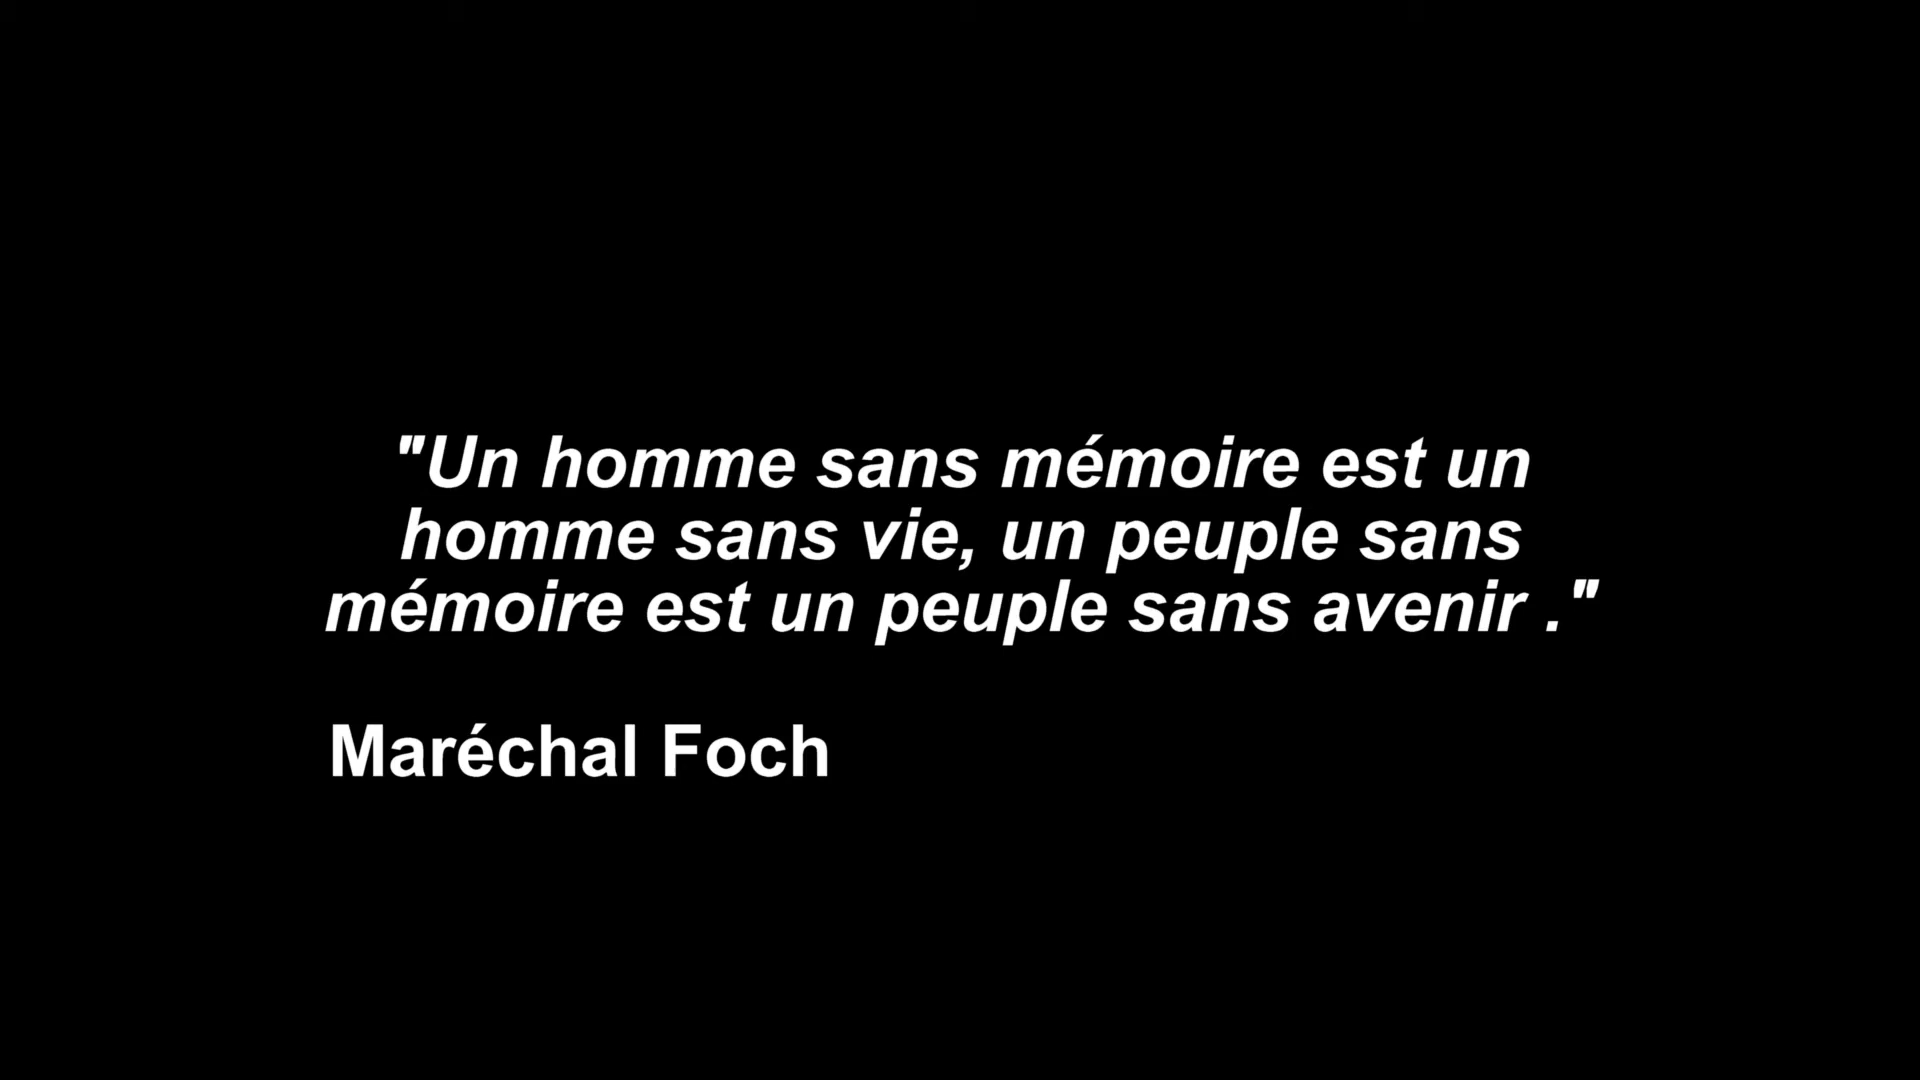 "Un homme sans mémoire est un
homme sans vie, un peuple sans
mémoire est un peuple sans avenir ."
Maréchal Foch